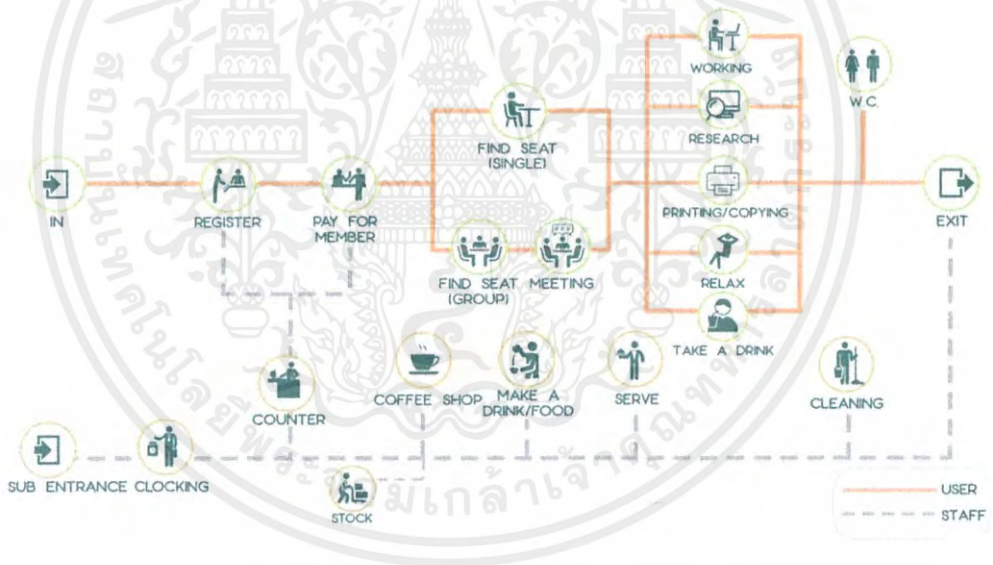 WORKING
W.C.
FIND SEAT
(SINGLE)
RESEARCH
IN
REGISTER
PAY FOR
MEMBER
PRINTING/COPYING
EXIT
FIND SEAT
(GROUP)
MEETING
RELAX
TAKE A DRINK
COUNTER
COFFEE SHOP
MAKE A
DRINK/FOOD
SERVE
CLEANING
SUB ENTRANCE
CLOCKING
STOCK
USER
STAFF